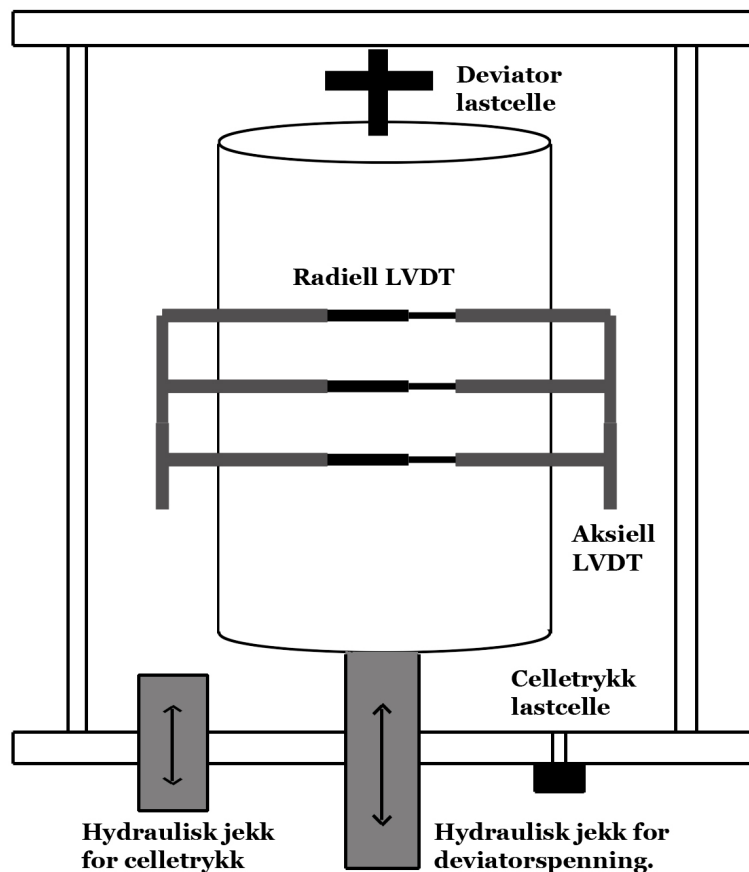 Deviator
lastcelle
Radiell LVDT
Aksiell
LVDT
Celletrykk
lastcelle
Hydraulisk jekk
for celletrykk
Hydraulisk jekk for
deviatorspenning.